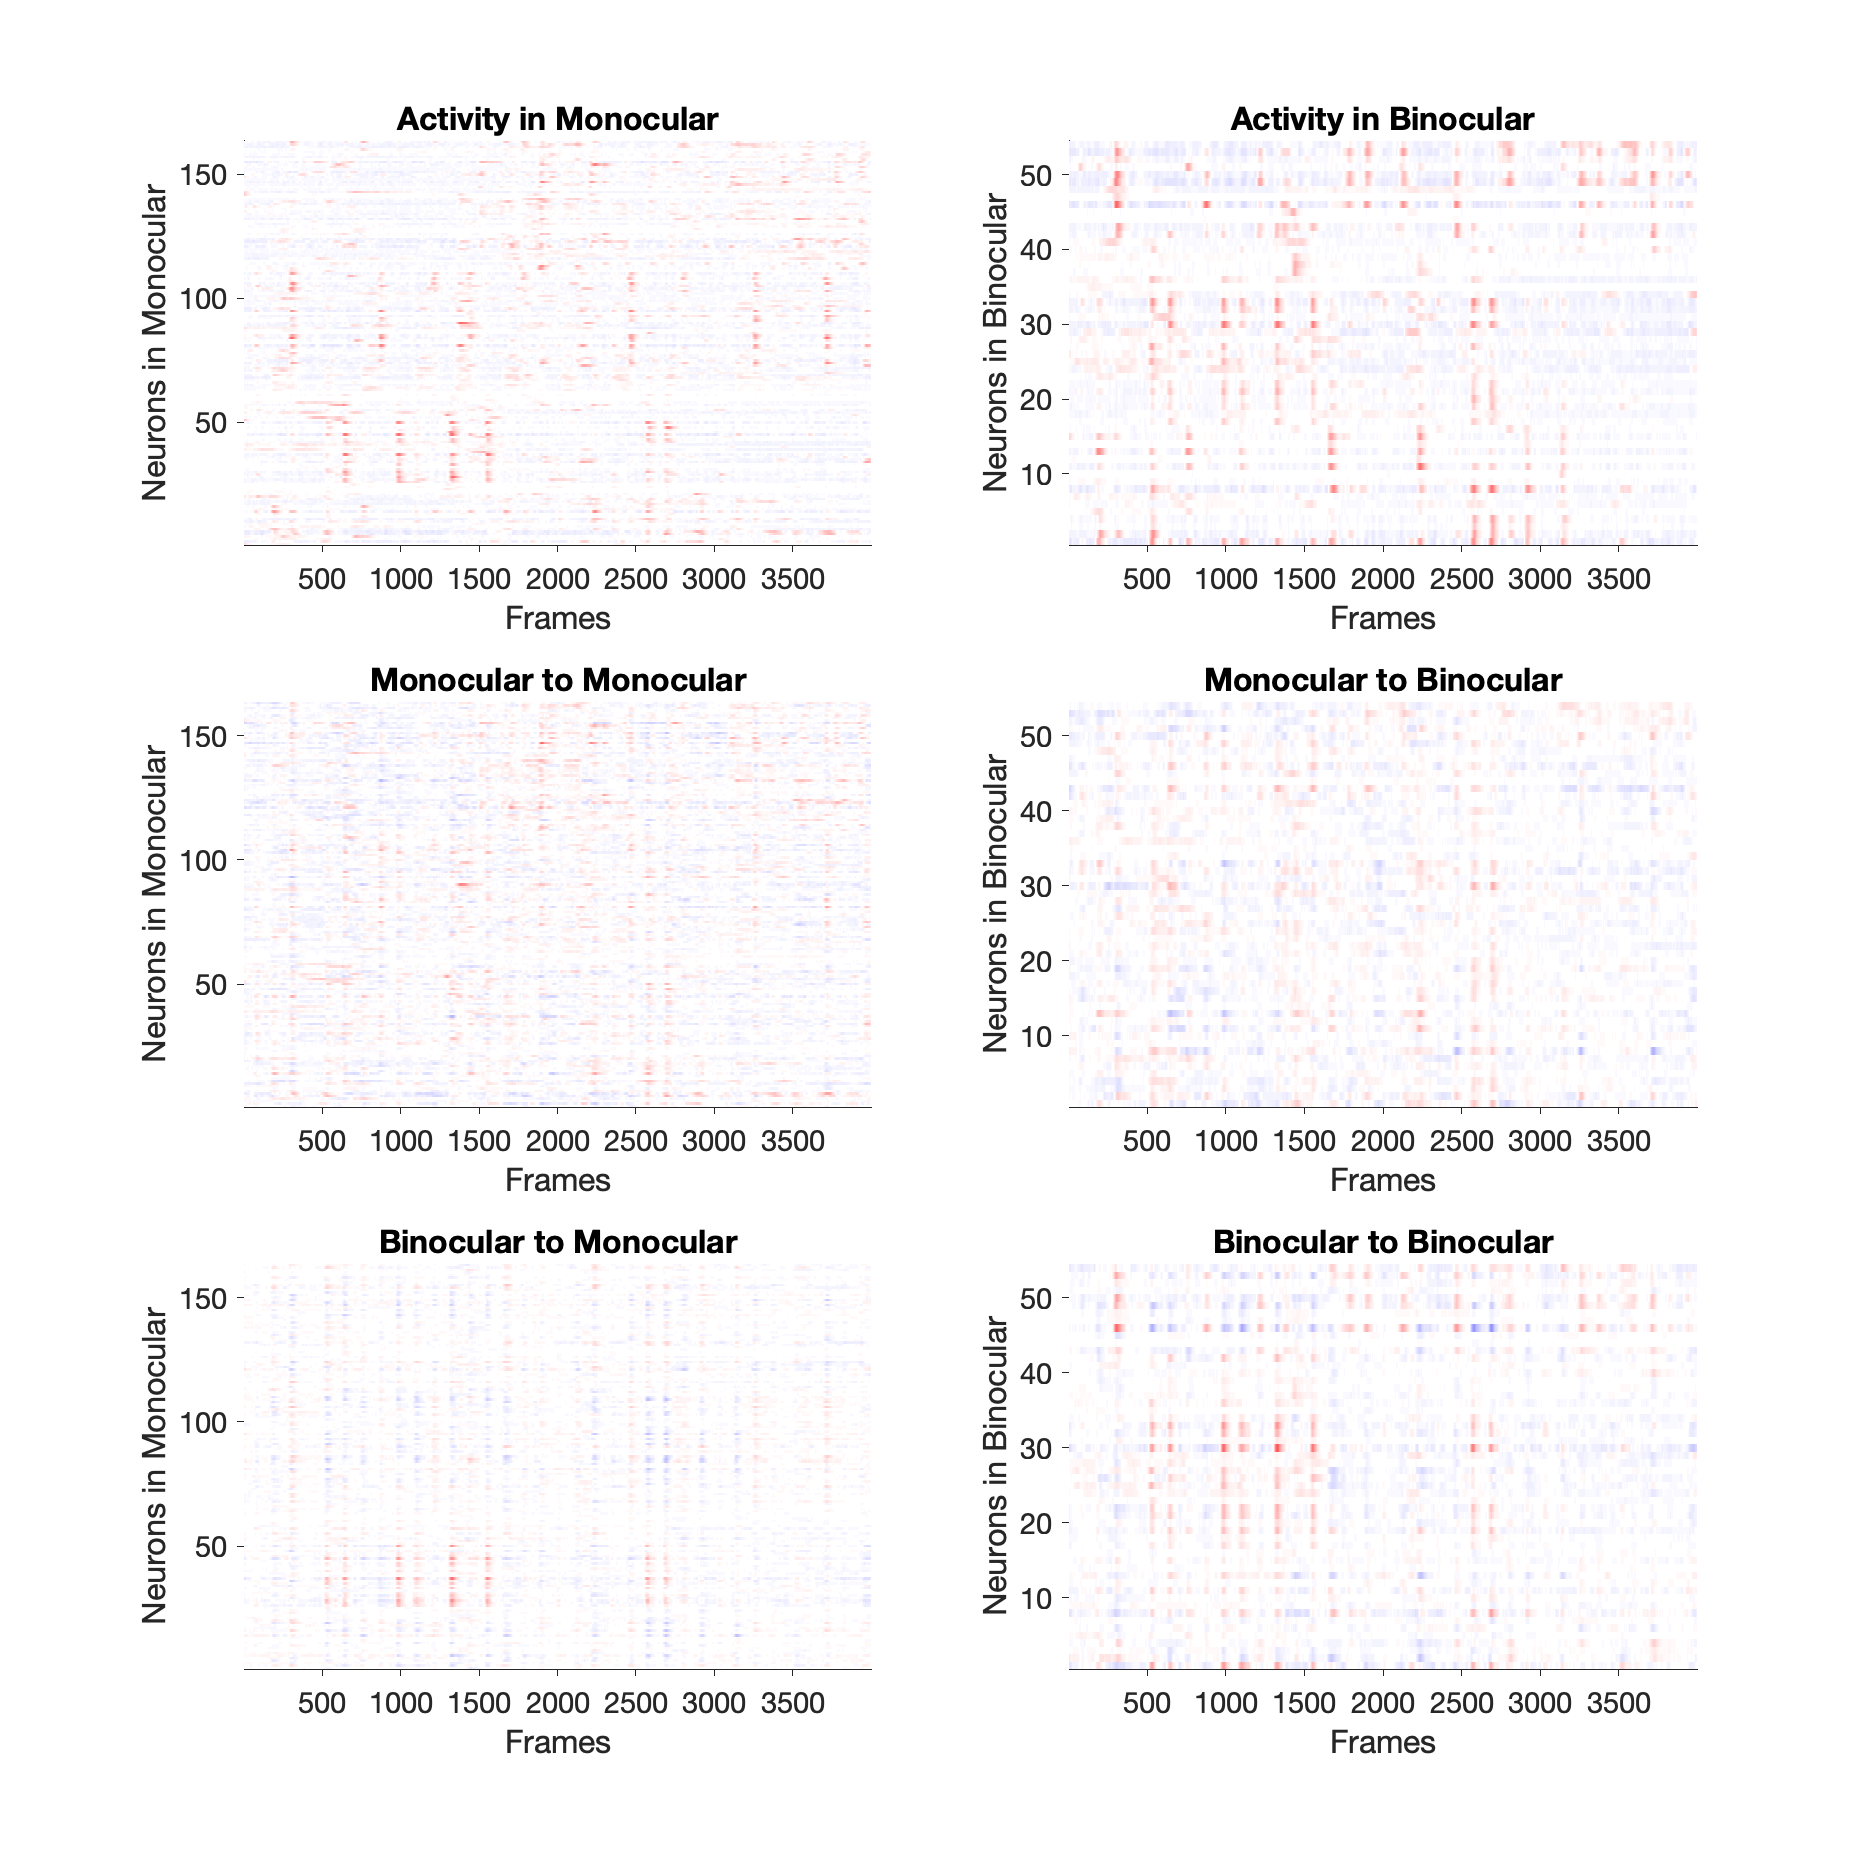 Activity in Monocular
Neurons in Monocular
150
100
50
500 1000 1500 2000 2500 3000 3500
Frames
Activity in Binocular
Neurons in Binocular
50
40
30
20
10
500 1000 1500 2000 2500 3000 3500
Frames
Monocular to Monocular
Neurons in Monocular
150
100
50
500 1000 1500 2000 2500 3000 3500
Frames
Monocular to Binocular
Neurons in Binocular
50
40
30
20
10
500 1000 1500 2000 2500 3000 3500
Frames
Binocular to Monocular
Neurons in Monocular
150
100
50
500 1000 1500 2000 2500 3000 3500
Frames
Binocular to Binocular
Neurons in Binocular
50
40
30
20
10
500 1000 1500 2000 2500 3000 3500
Frames